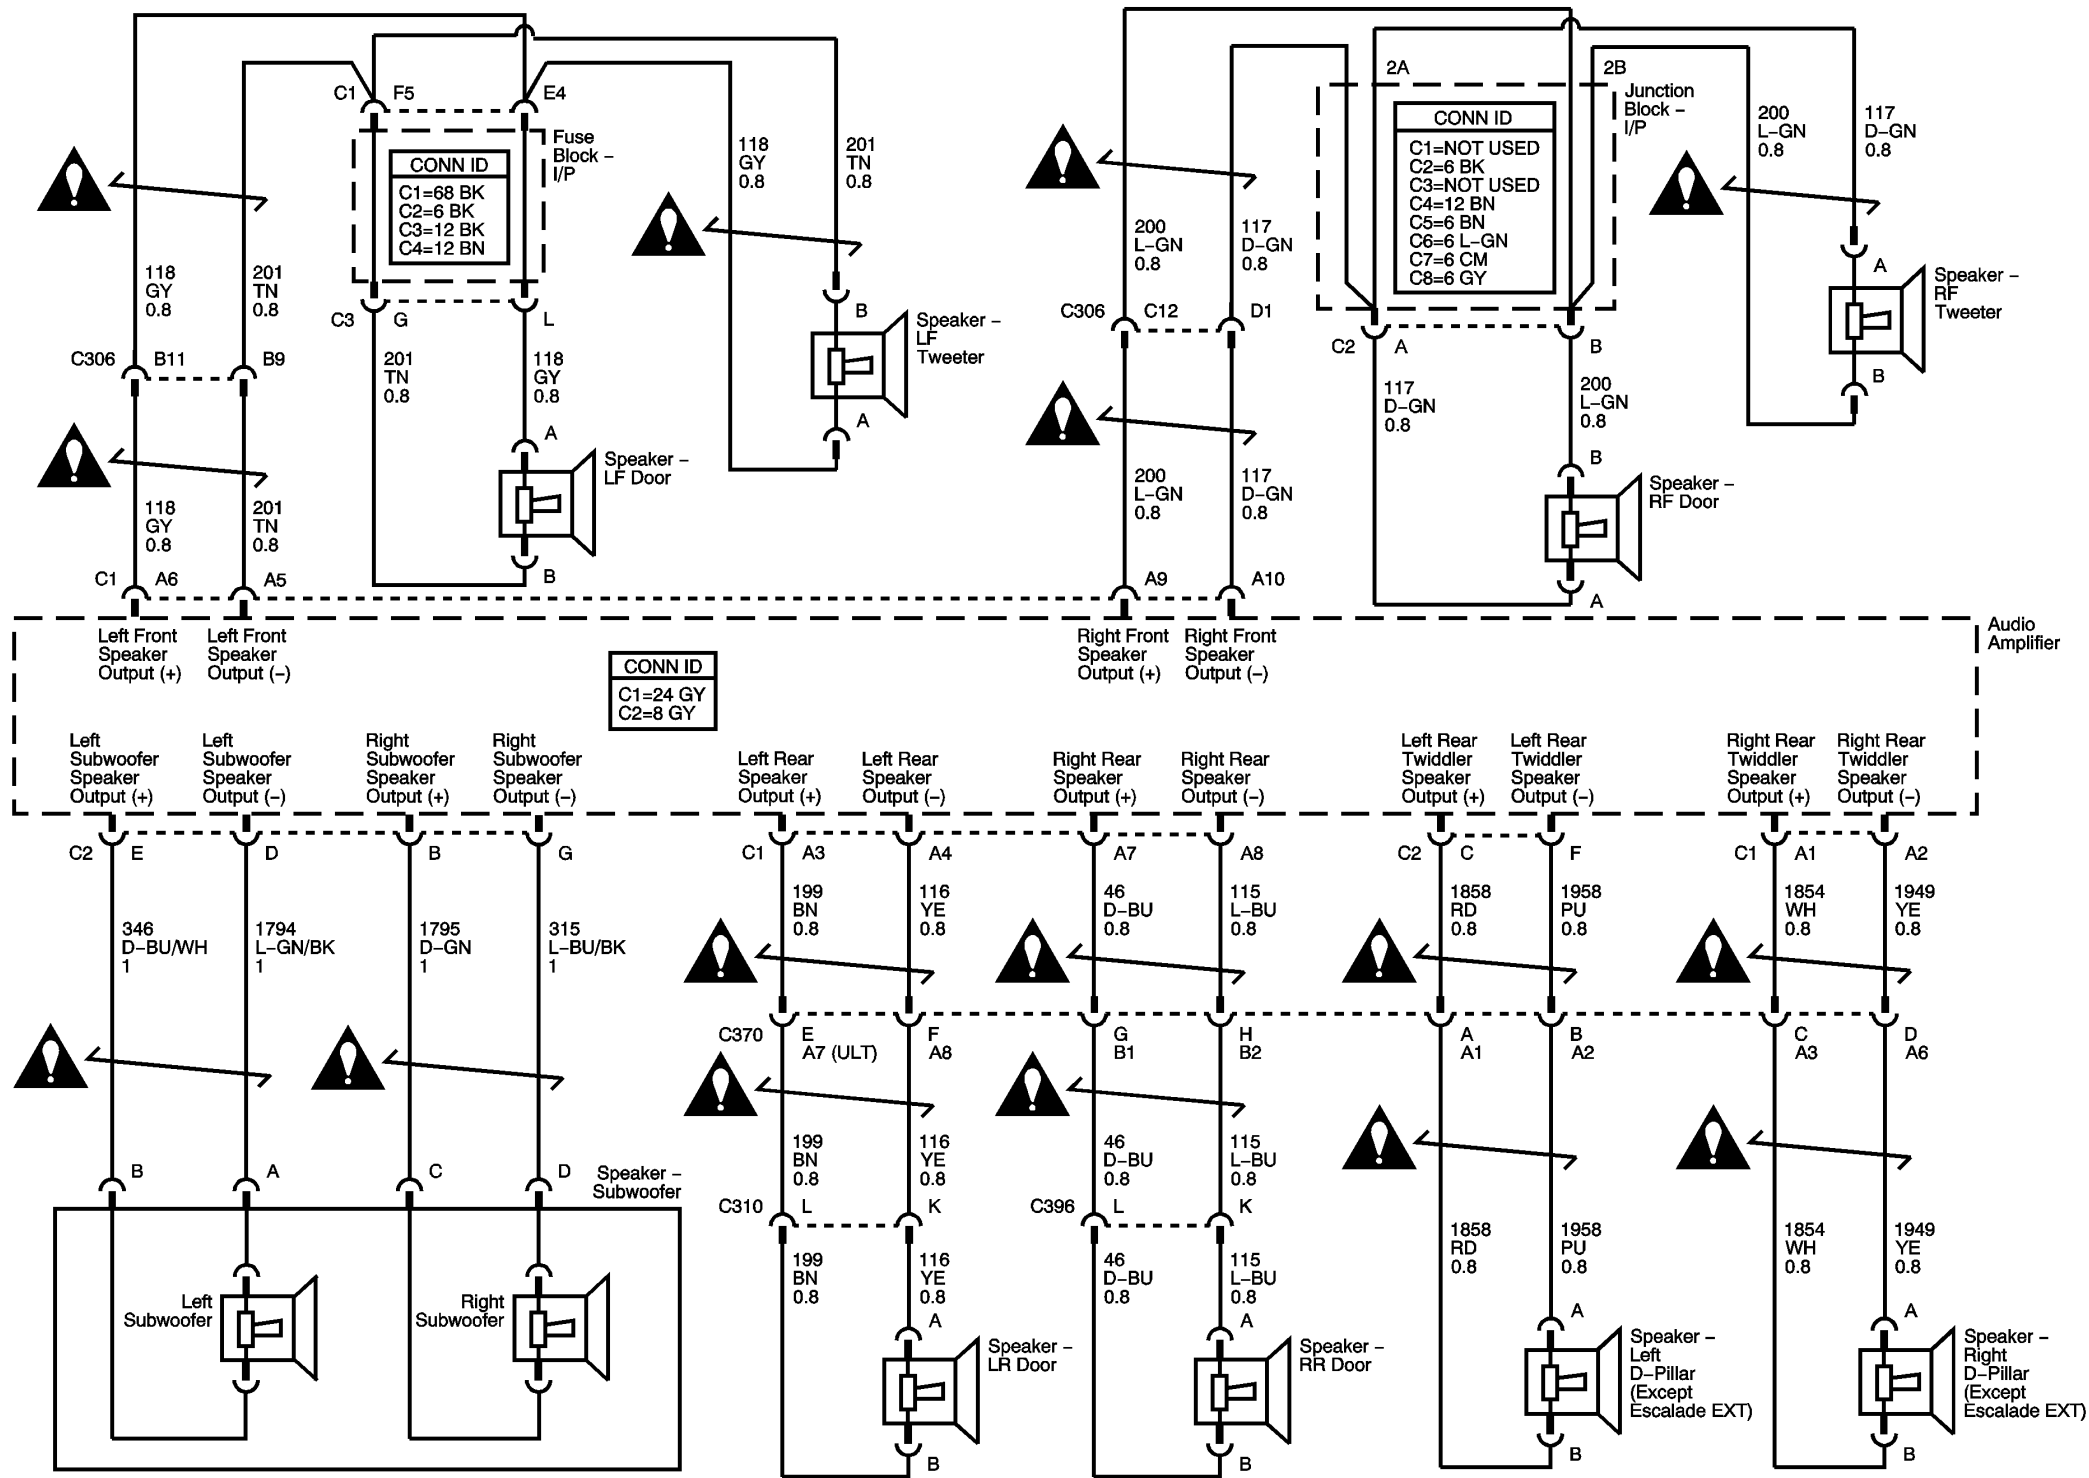 C1
F5
E4
Fuse
Block –
I/P
CONN ID
C1=68 BK
C2=6 BK
C3=12 BK
C4=12 BN
118
GY
0.8
201
TN
0.8
118
GY
0.8
201
TN
0.8
C306
B11
B9
C3
G
L
201
TN
0.8
118
GY
0.8
B
Speaker –
LF
Tweeter
A
A
Speaker –
LF Door
B
118
GY
0.8
201
TN
0.8
C1
A6
A5
2A
2B
Junction
Block –
I/P
CONN ID
C1=NOT USED
C2=6 BK
C3=NOT USED
C4=12 BN
C5=6 BN
C6=6 L–GN
C7=6 CM
C8=6 GY
200
L–GN
0.8
117
D–GN
0.8
200
L–GN
0.8
117
D–GN
0.8
C306
C12
D1
A
Speaker –
RF
Tweeter
B
C2
A
B
117
D–GN
0.8
200
L–GN
0.8
B
Speaker –
RF Door
A
200
L–GN
0.8
117
D–GN
0.8
A9
A10
Left Front
Speaker
Output (+)
Left Front
Speaker
Output (–)
CONN ID
C1=24 GY
C2=8 GY
Right Front
Speaker
Output (+)
Right Front
Speaker
Output (–)
Audio
Amplifier
Left
Subwoofer
Speaker
Output (+)
Left
Subwoofer
Speaker
Output (–)
Right
Subwoofer
Speaker
Output (+)
Right
Subwoofer
Speaker
Output (–)
Left Rear
Speaker
Output (+)
Left Rear
Speaker
Output (–)
Right Rear
Speaker
Output (+)
Right Rear
Speaker
Output (–)
Left Rear
Twiddler
Speaker
Output (+)
Left Rear
Twiddler
Speaker
Output (–)
Right Rear
Twiddler
Speaker
Output (+)
Right Rear
Twiddler
Speaker
Output (–)
C2
E
D
B
G
C1
A3
A4
A7
A8
C2
C
F
C1
A1
A2
346
D–BU/WH
1
1794
L–GN/BK
1
1795
D–GN
1
315
L–BU/BK
1
199
BN
0.8
116
YE
0.8
46
D–BU
0.8
115
L–BU
0.8
1858
RD
0.8
1958
PU
0.8
1854
WH
0.8
1949
YE
0.8
C370
E
A7 (ULT)
F
A8
G
B1
H
B2
A
A1
B
A2
C
A3
D
A6
199
BN
0.8
116
YE
0.8
46
D–BU
0.8
115
L–BU
0.8
B
A
C
D
Speaker –
Subwoofer
C310
L
K
C396
L
K
199
BN
0.8
116
YE
0.8
46
D–BU
0.8
115
L–BU
0.8
1858
RD
0.8
1958
PU
0.8
1854
WH
0.8
1949
YE
0.8
Left
Subwoofer
Right
Subwoofer
A
Speaker –
LR Door
B
A
Speaker –
RR Door
B
A
Speaker –
Left
D–Pillar
(Except
Escalade EXT)
B
A
Speaker –
Right
D–Pillar
(Except
Escalade EXT)
B